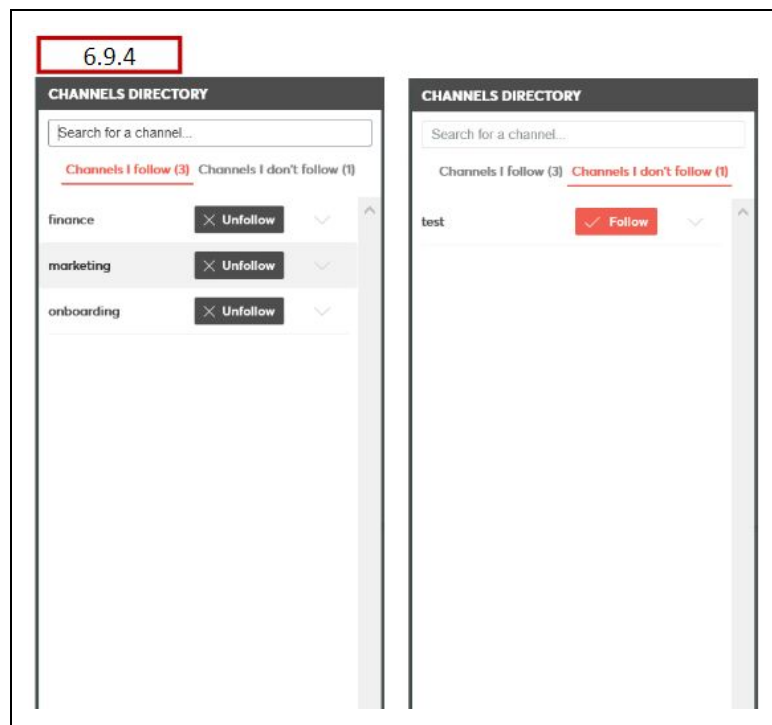 6.9.4
CHANNELS DIRECTORY
Search for a channel...
Channels I follow (3) Channels I don't follow (1)
finance Unfollow
marketing Unfollow
onboarding Unfollow
CHANNELS DIRECTORY
Search for a channel...
Channels I follow (3) Channels I don't follow (1)
test Follow